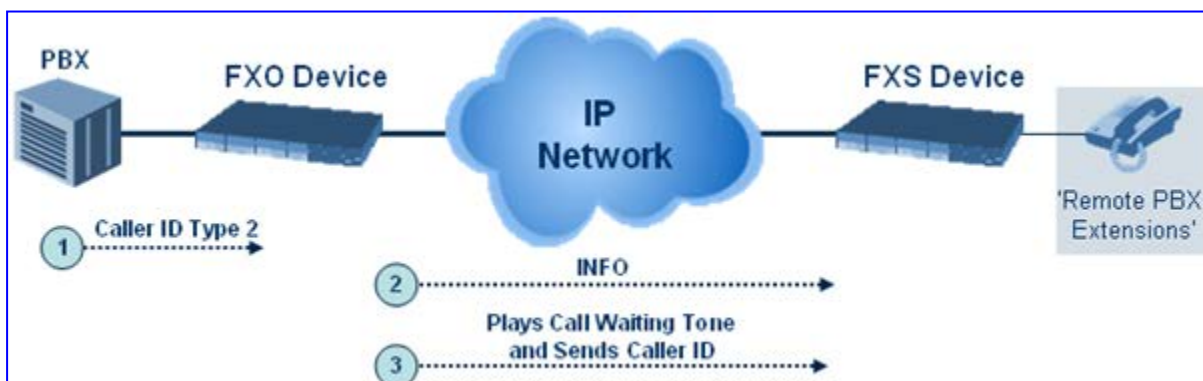 PBX
FXO Device
FXS Device
IP
Network
'Remote PBX
Extensions'
1
Caller ID Type 2
2
INFO
3
Plays Call Waiting Tone
and Sends Caller ID